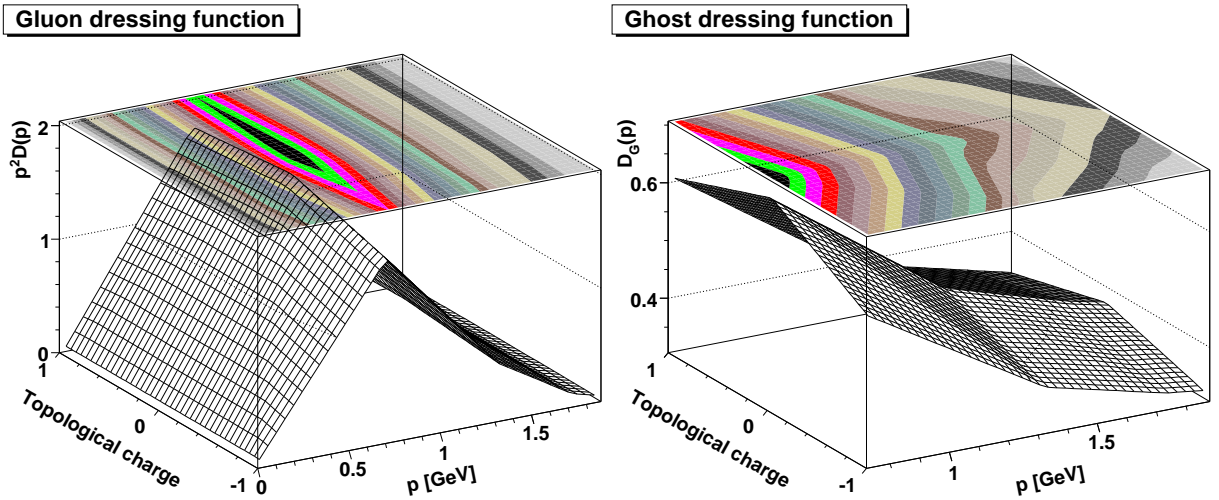 Gluon dressing function
p²D(p)
2
1
0
1
0
-1
Topological charge
0
0.5
1
1.5
p [GeV]
Ghost dressing function
D_G(p)
0.6
0.4
1
0
-1
Topological charge
1
1.5
p [GeV]